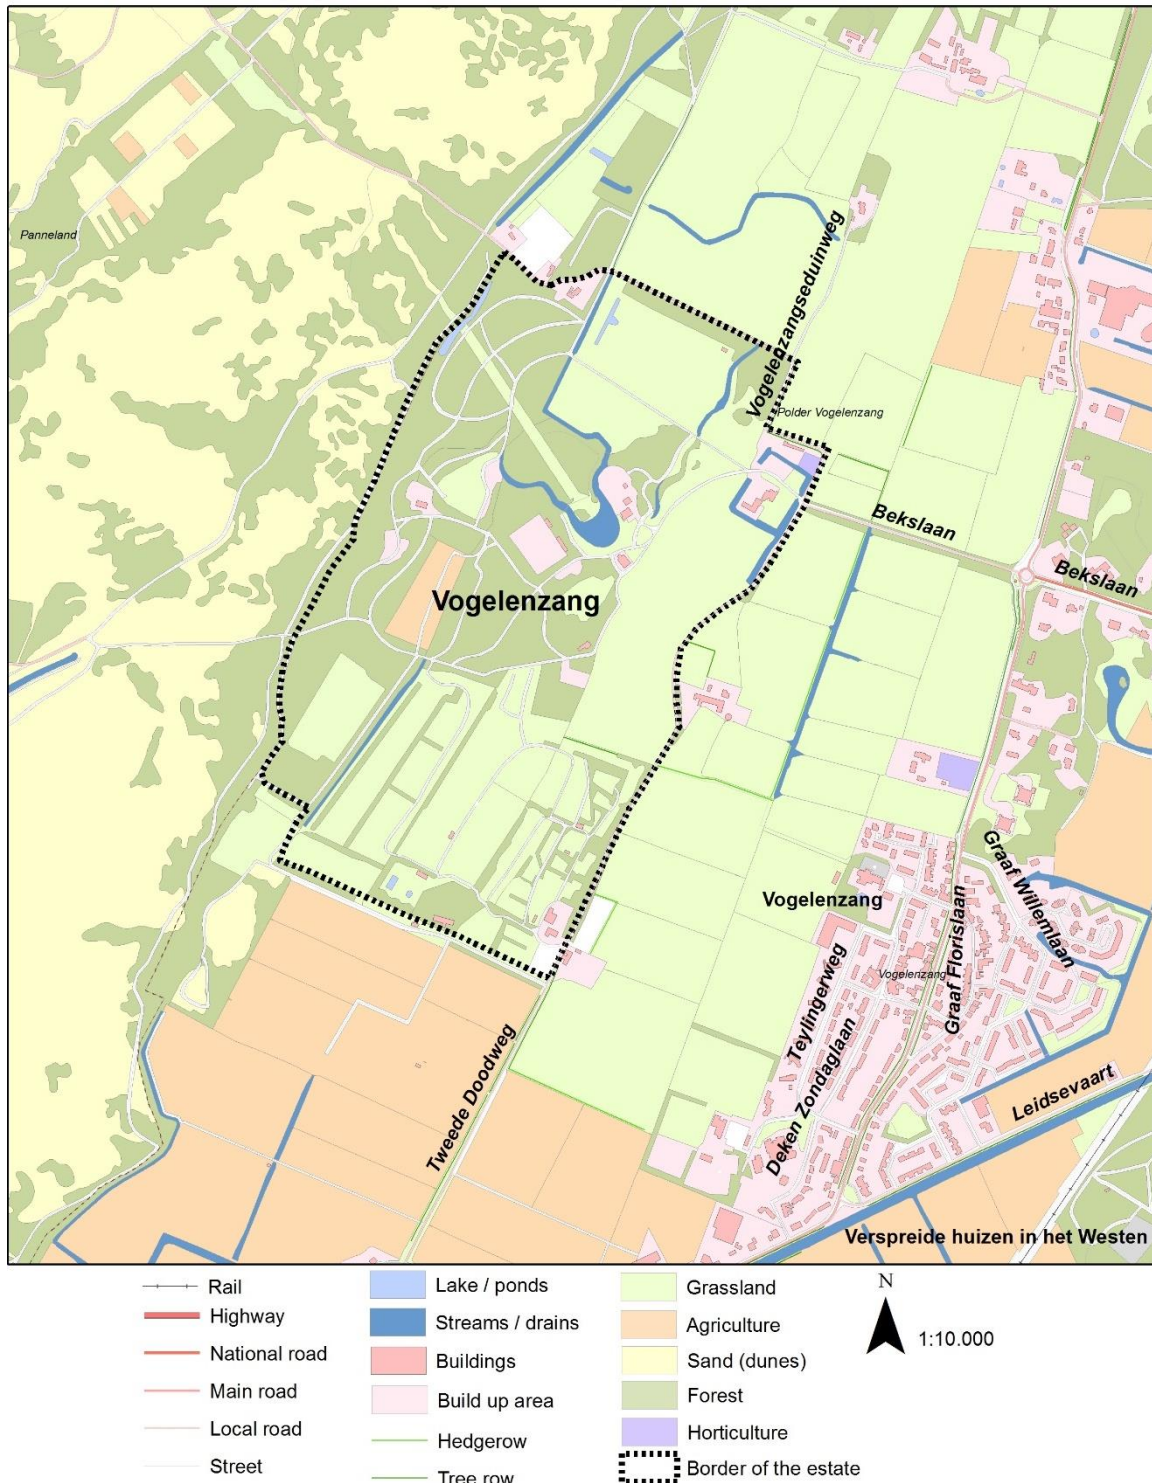 Panneland
Vogelenzangseduinweg
Polder Vogelenzang
Bekslaan
Bekslaan
Vogelenzang
Graaf Willemlaan
Vogelenzang
Graaf Florislaan
Vogelenzang
Teylingerweg
Deken Zondaglaan
Tweede Doodweg
Leidsevaart
Verspreide huizen in het Westen
Rail
Highway
National road
Main road
Local road
Street
Lake / ponds
Streams / drains
Buildings
Build up area
Hedgerow
Tree row
Grassland
Agriculture
Sand (dunes)
Forest
Horticulture
Border of the estate
N
1:10.000